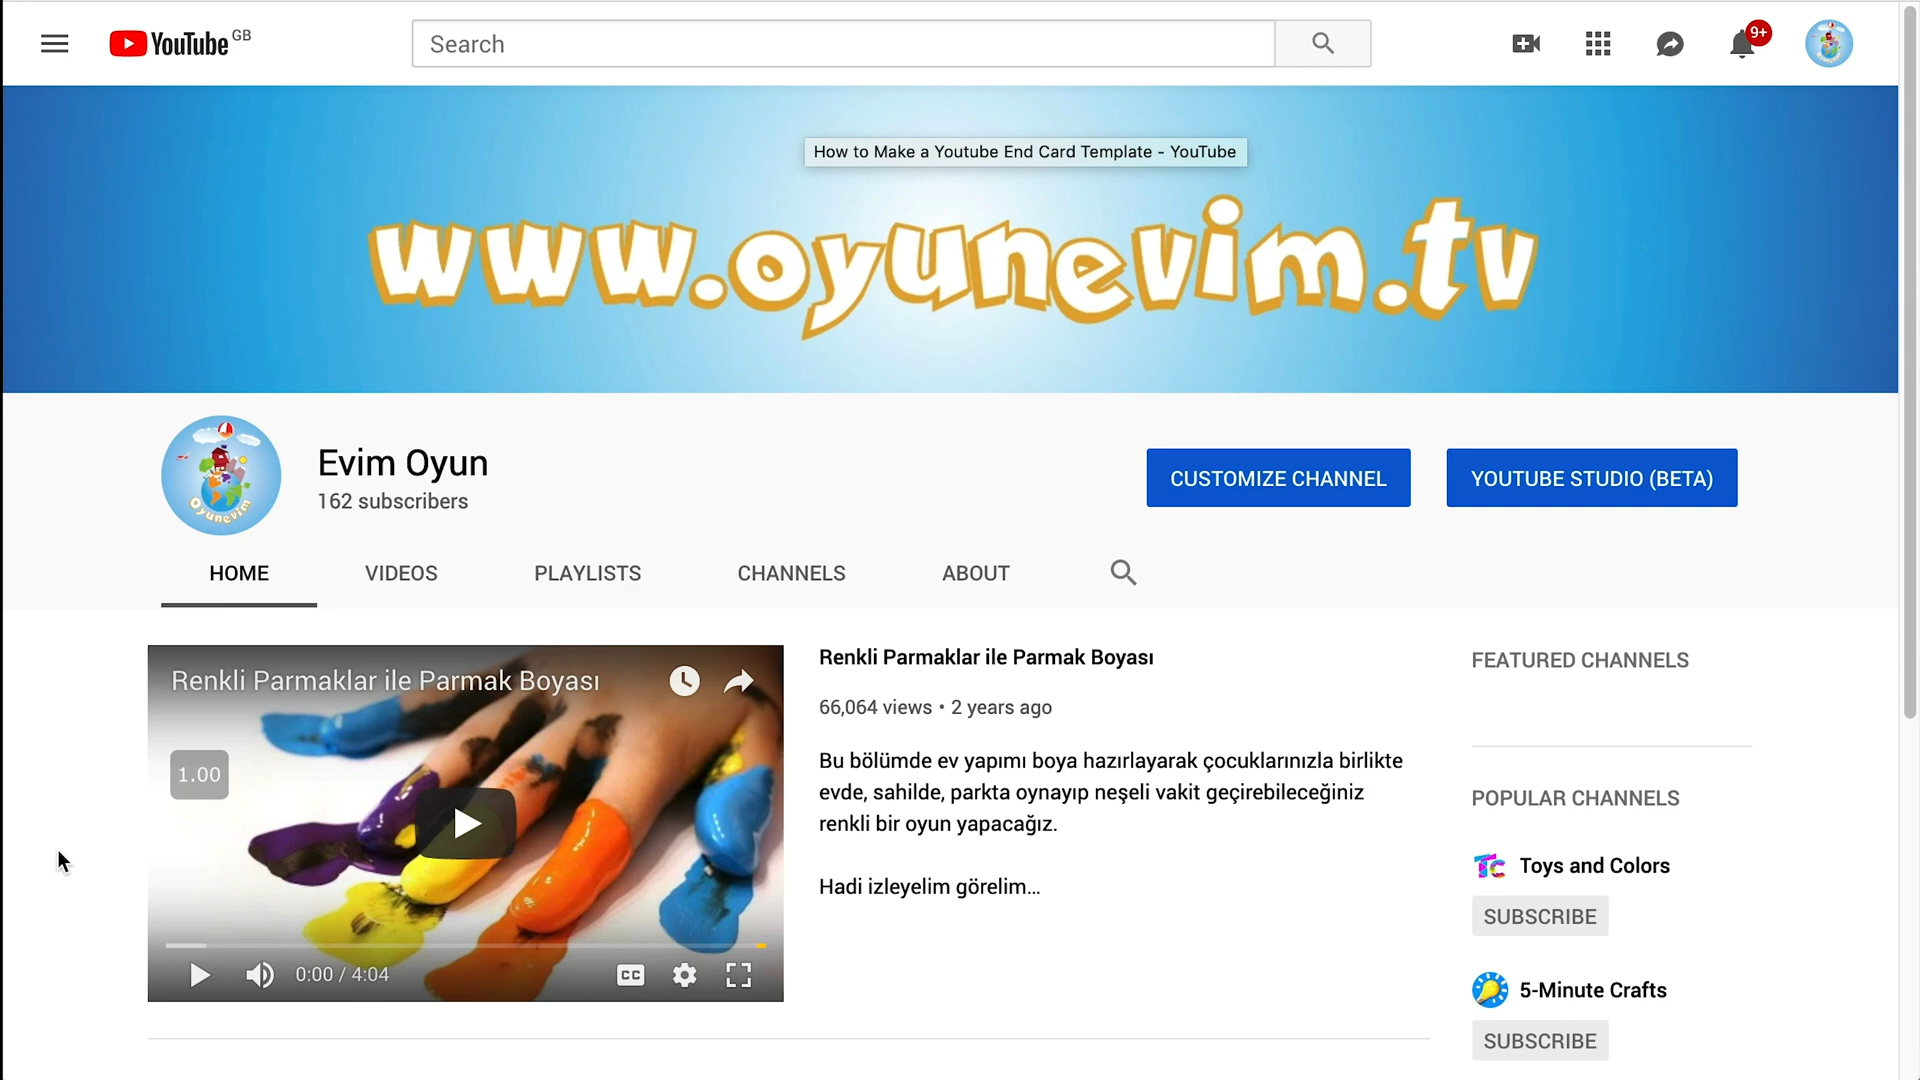 YouTube GB
Search
9+
How to Make a Youtube End Card Template - YouTube
www.oyunevim.tv
Oyunevim
Evim Oyun
162 subscribers
CUSTOMIZE CHANNEL
YOUTUBE STUDIO (BETA)
HOME
VIDEOS
PLAYLISTS
CHANNELS
ABOUT
Renkli Parmaklar ile Parmak Boyası
1.00
0:00 / 4:04
CC
Renkli Parmaklar ile Parmak Boyası
66,064 views • 2 years ago
Bu bölümde ev yapımı boya hazırlayarak çocuklarınızla birlikte
evde, sahilde, parkta oynayıp neşeli vakit geçirebileceğiniz
renkli bir oyun yapacağız.
Hadi izleyelim görelim...
FEATURED CHANNELS
POPULAR CHANNELS
TC
Toys and Colors
SUBSCRIBE
5-Minute Crafts
SUBSCRIBE